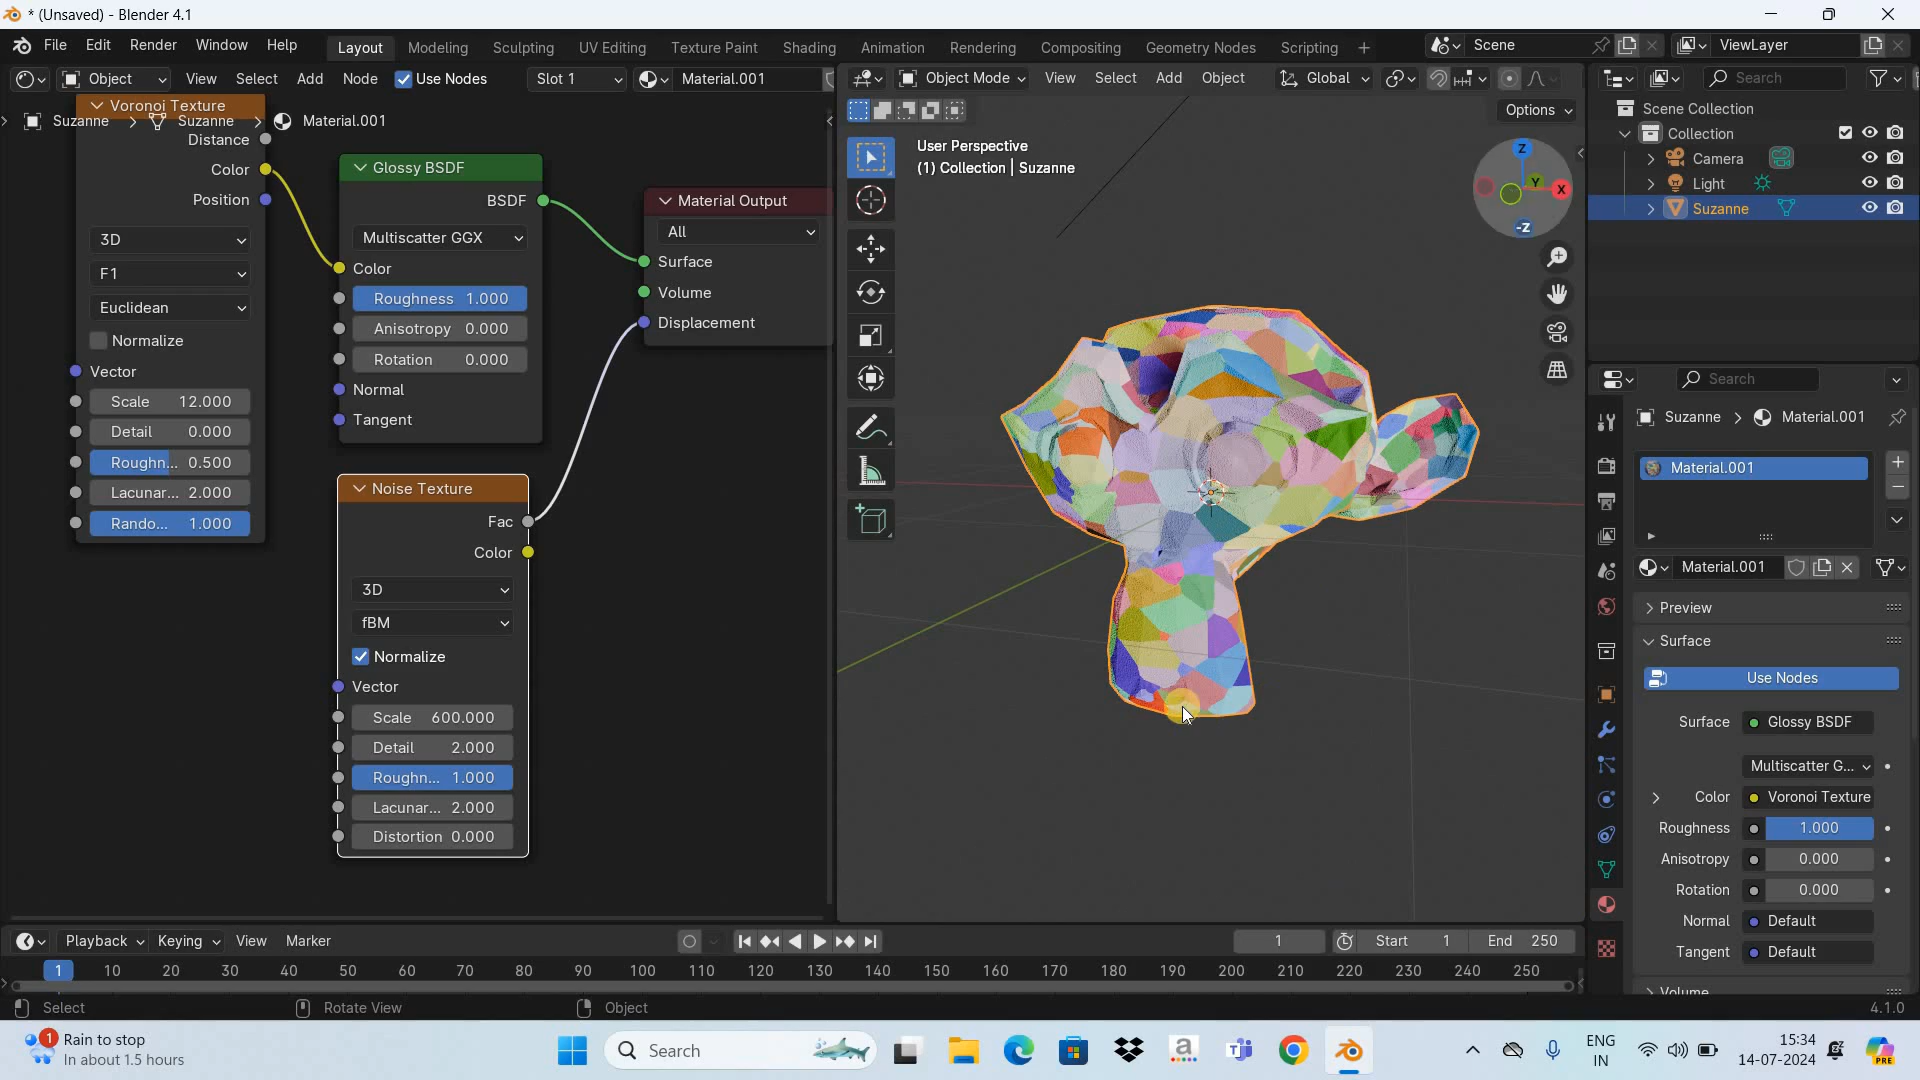 * (Unsaved) - Blender 4.1
File Edit Render Window Help Layout Modeling Sculpting UV Editing Texture Paint Shading Animation Rendering Compositing Geometry Nodes Scripting + Scene ViewLayer
Object View Select Add Node Use Nodes Slot 1 Material.001
Object Mode View Select Add Object Global
Search
Options
Voronoi Texture
Suzanne > Suzanne > Material.001
Distance
Color
Position
3D
F1
Euclidean
Normalize
Vector
Scale 12.000
Detail 0.000
Roughn... 0.500
Lacunar... 2.000
Rando... 1.000
Glossy BSDF
BSDF
Multiscatter GGX
Color
Roughness 1.000
Anisotropy 0.000
Rotation 0.000
Normal
Tangent
Material Output
All
Surface
Volume
Displacement
Noise Texture
Fac
Color
3D
fBM
Normalize
Vector
Scale 600.000
Detail 2.000
Roughn... 1.000
Lacunar... 2.000
Distortion 0.000
User Perspective
(1) Collection | Suzanne
Z
Y
X
-Z
Scene Collection
Collection
Camera
Light
Suzanne
Search
Suzanne > Material.001
Material.001
Material.001
Preview
Surface
Use Nodes
Surface Glossy BSDF
Multiscatter G...
Color Voronoi Texture
Roughness 1.000
Anisotropy 0.000
Rotation 0.000
Normal Default
Tangent Default
Volume
Playback Keying View Marker 1 Start 1 End 250
1 10 20 30 40 50 60 70 80 90 100 110 120 130 140 150 160 170 180 190 200 210 220 230 240 250
Select Rotate View Object 4.1.0
1
Rain to stop
In about 1.5 hours
Search
a
ENG
IN
15:34
14-07-2024
PRE